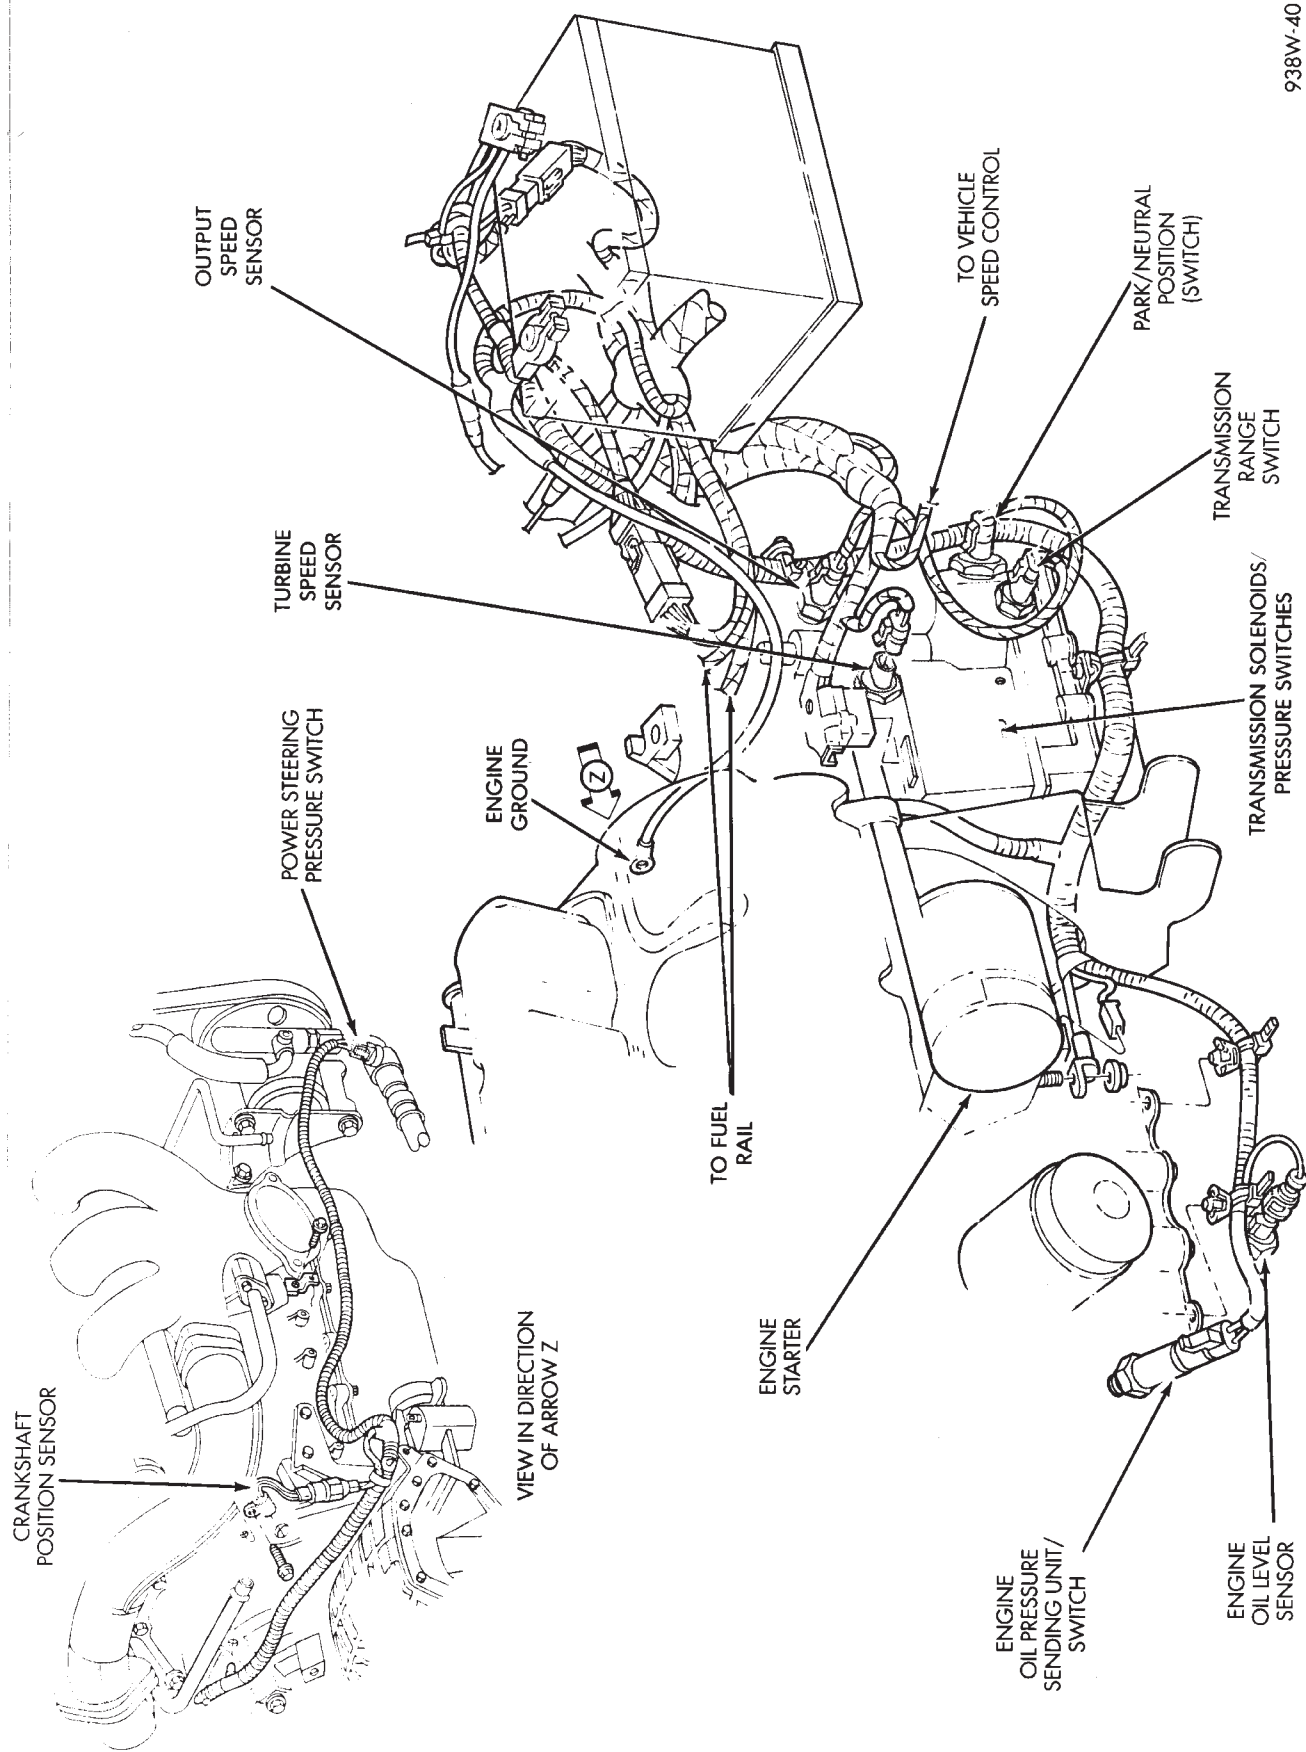 CRANKSHAFT
POSITION SENSOR
POWER STEERING
PRESSURE SWITCH
TURBINE
SPEED
SENSOR
OUTPUT
SPEED
SENSOR
VIEW IN DIRECTION
OF ARROW Z
ENGINE
GROUND
Z
TO FUEL
RAIL
ENGINE
STARTER
TO VEHICLE
SPEED CONTROL
PARK/NEUTRAL
POSITION
(SWITCH)
ENGINE
OIL PRESSURE
SENDING UNIT/
SWITCH
ENGINE
OIL LEVEL
SENSOR
TRANSMISSION SOLENOIDS/
PRESSURE SWITCHES
TRANSMISSION
RANGE
SWITCH
938W-40